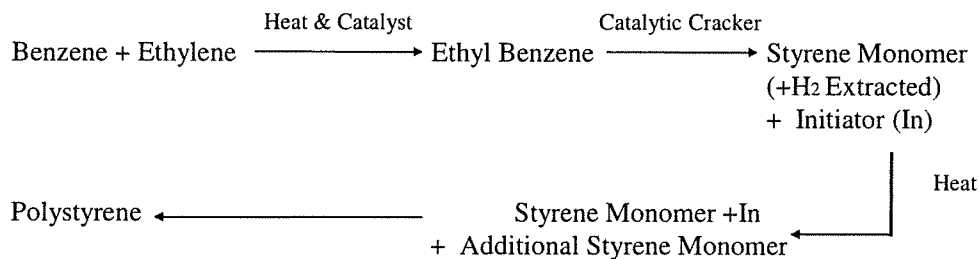 Heat & Catalyst
Catalytic Cracker
Benzene + Ethylene
Ethyl Benzene
Styrene Monomer
(+H2 Extracted)
+ Initiator (In)
Heat
Polystyrene
Styrene Monomer +In
+ Additional Styrene Monomer